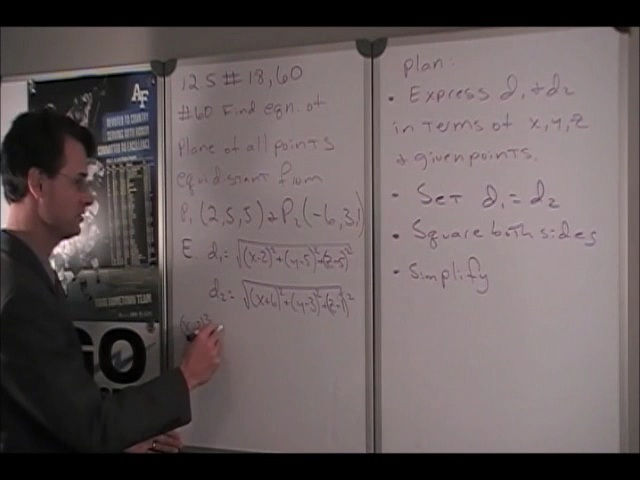 AF
GO
12 5 # 18, 60
#60 Find eqn. of
plane of all points
equidistant from
P₁ (2,5,5) + P₂ (-6,3,1)
E. d₁ = √(x-2)²+(y-5)²+(z-5)²
d₂ = √(x+6)²+(y-3)²+(z-1)²
(x-2)²
plan:
• Express d₁ + d₂
in terms of x, y, z
+ given points.
• Set d₁ = d₂
• Square both sides
• Simplify